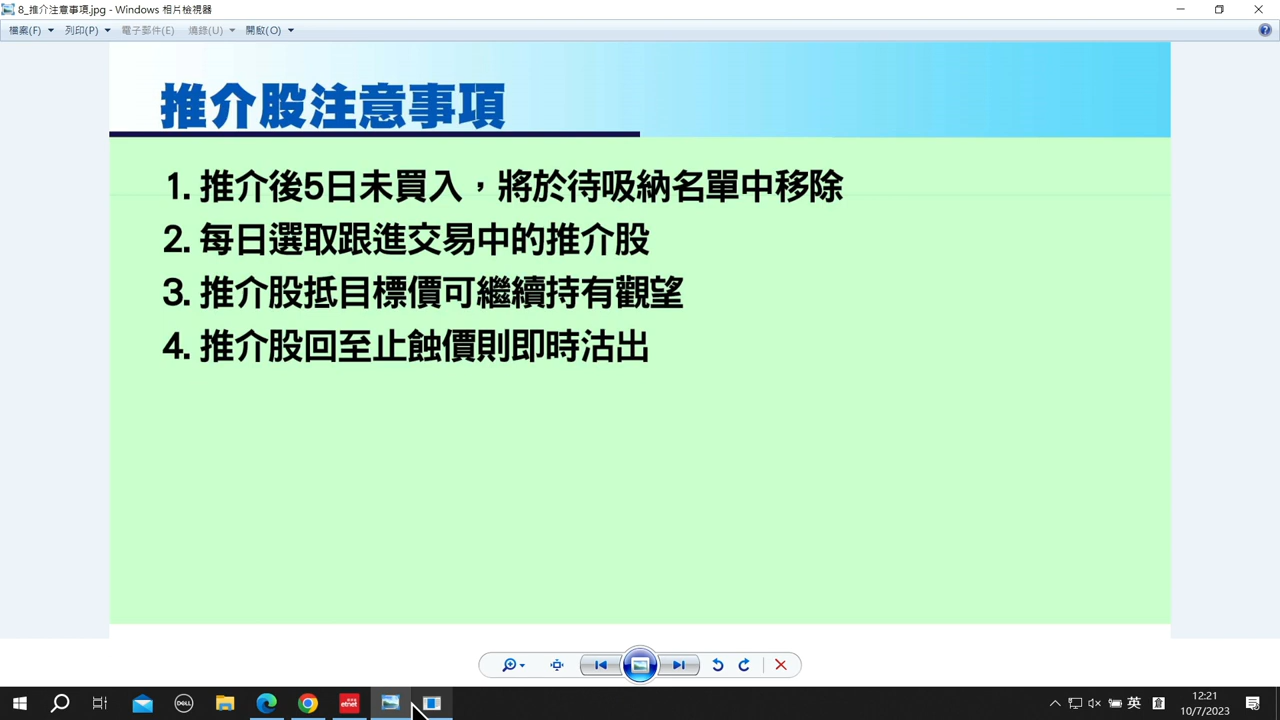 8_推介注意事項.jpg - Windows 相片檢視器
檔案(F) 列印(P) 電子郵件(E) 燒錄(U) 開啟(O)
推介股注意事項
1. 推介後5日未買入，將於待吸納名單中移除
2. 每日選取跟進交易中的推介股
3. 推介股抵目標價可繼續持有觀望
4. 推介股回至止蝕價則即時沽出
DELL
etnet
英
12:21
10/7/2023